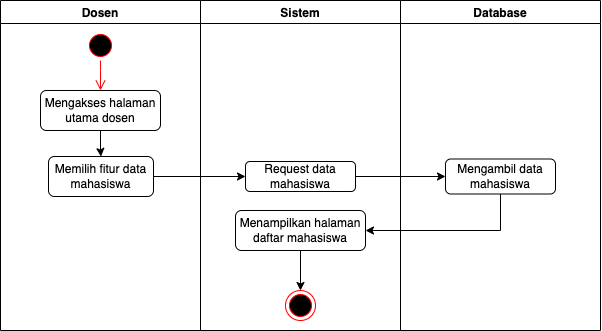 Dosen
Sistem
Database
Mengakses halaman
utama dosen
Memilih fitur data
mahasiswa
Request data
mahasiswa
Mengambil data
mahasiswa
Menampilkan halaman
daftar mahasiswa